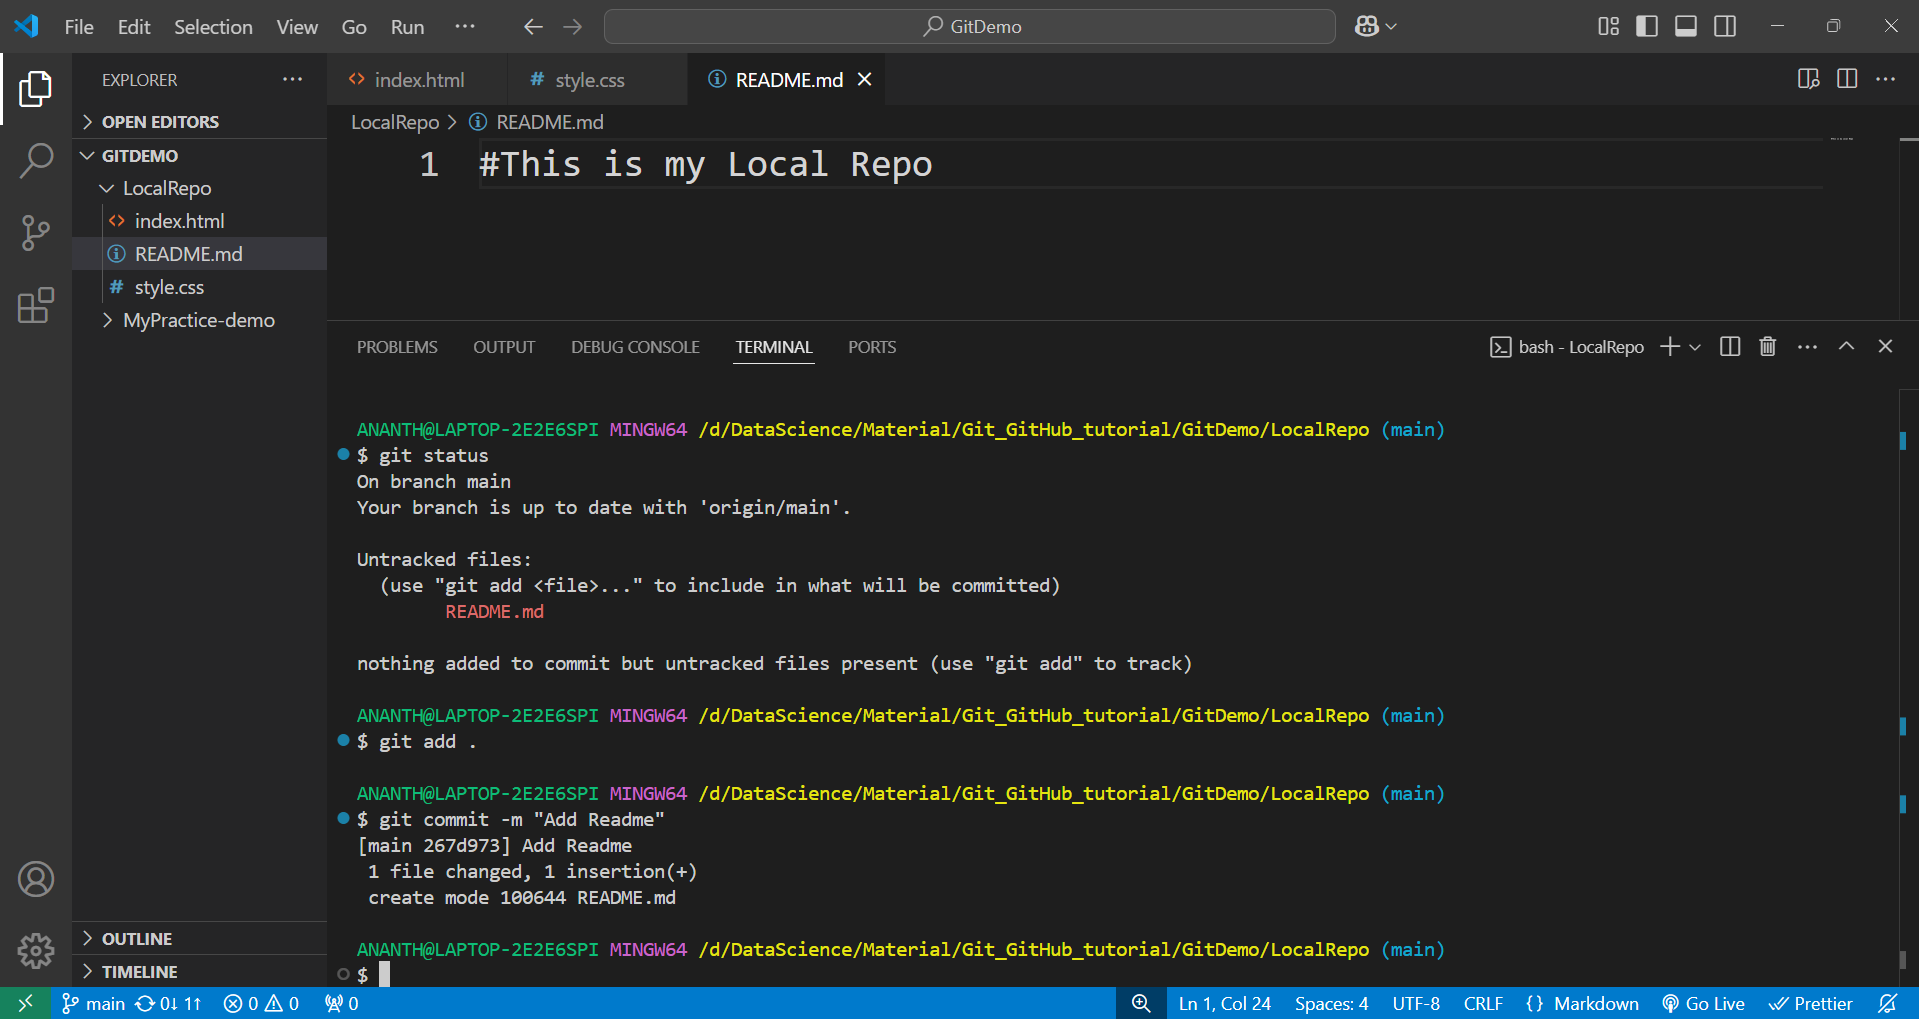 File Edit Selection View Go Run ··· GitDemo
EXPLORER ···
index.html
style.css
README.md
OPEN EDITORS
GITDEMO
LocalRepo
index.html
README.md
style.css
MyPractice-demo
OUTLINE
TIMELINE
LocalRepo > README.md
1 #This is my Local Repo
PROBLEMS OUTPUT DEBUG CONSOLE TERMINAL PORTS
bash - LocalRepo
ANANTH@LAPTOP-2E2E6SPI MINGW64 /d/DataScience/Material/Git_GitHub_tutorial/GitDemo/LocalRepo (main)
$ git status
On branch main
Your branch is up to date with 'origin/main'.
Untracked files:
(use "git add <file>..." to include in what will be committed)
README.md
nothing added to commit but untracked files present (use "git add" to track)
ANANTH@LAPTOP-2E2E6SPI MINGW64 /d/DataScience/Material/Git_GitHub_tutorial/GitDemo/LocalRepo (main)
$ git add .
ANANTH@LAPTOP-2E2E6SPI MINGW64 /d/DataScience/Material/Git_GitHub_tutorial/GitDemo/LocalRepo (main)
$ git commit -m "Add Readme"
[main 267d973] Add Readme
1 file changed, 1 insertion(+)
create mode 100644 README.md
ANANTH@LAPTOP-2E2E6SPI MINGW64 /d/DataScience/Material/Git_GitHub_tutorial/GitDemo/LocalRepo (main)
$
main 0↓ 1↑ 0 0 0 Ln 1, Col 24 Spaces: 4 UTF-8 CRLF {} Markdown Go Live Prettier